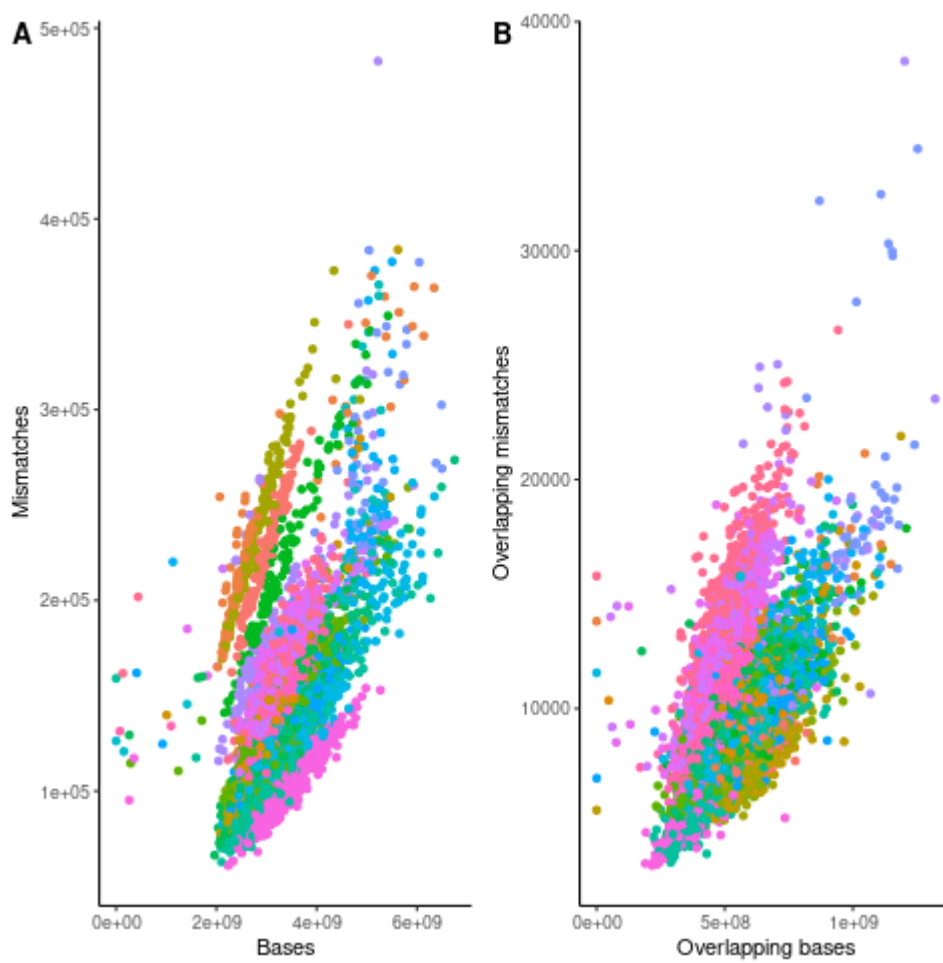 A
5e+05
4e+05
3e+05
2e+05
1e+05
Mismatches
0e+00 2e+09 4e+09 6e+09
Bases
B
40000
30000
20000
10000
Overlapping mismatches
0e+00 5e+08 1e+09
Overlapping bases